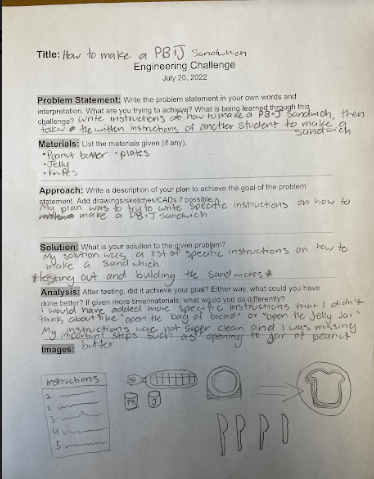 Title: How to make a PB+J Sandwich
Engineering Challenge
July 20, 2022
Problem Statement: Write the problem statement in your own words and
interpretation. What are you trying to achieve? What is being learned through this
challenge? Write instructions on how to make a PB+J Sandwich, then
follow the written instructions of another student to make a
sandwich
Materials: List the materials given (if any).
• Peanut butter • plates
• Jelly
• knifes
Approach: Write a description of your plan to achieve the goal of the problem
statement. Add drawings/sketches/CADs if possible.
My plan was to try to write specific instructions on how to
make a PB+J sandwich
Solution: What is your solution to the given problem?
My solution was a list of specific instructions on how to
make a sandwich
*testing out and building the sandwiches*
Analysis: After testing, did it achieve your goal? Either way, what could you have
done better? If given more time/materials, what would you do differently?
I would have added more specific instructions that I didn't
think about like "open the bag of bread" or "open the jelly jar."
My instructions were not super clean and I was missing
important steps such as opening the jar of peanut
butter
Images:
instructions
2
3
4
5
PB
J